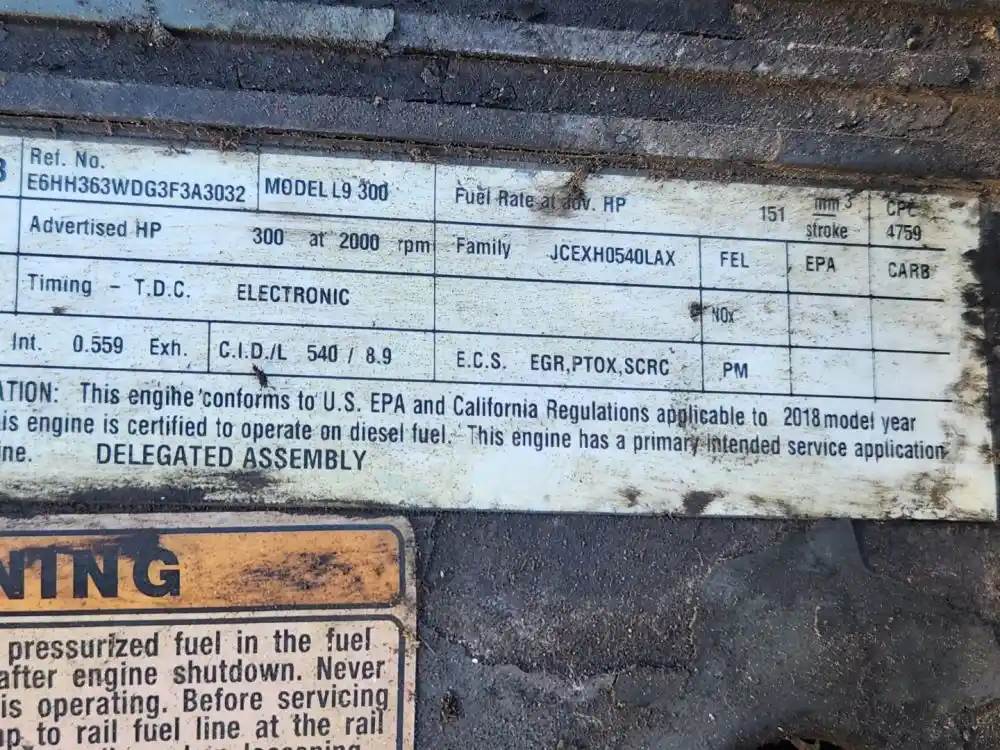 Ref. No.
E6HH363WDG3F3A3032
MODEL L9 300
Fuel Rate at adv. HP
151
mm 3
stroke
CPL
4759
Advertised HP 300 at 2000 rpm
Family JCEXH0540LAX
FEL
EPA
CARB
Timing - T.D.C. ELECTRONIC
NOx
Int. 0.559 Exh.
C.I.D./L 540 / 8.9
E.C.S. EGR,PTOX,SCRC
PM
ATION: This engine conforms to U.S. EPA and California Regulations applicable to 2018 model year
is engine is certified to operate on diesel fuel. This engine has a primary intended service application
ine. DELEGATED ASSEMBLY
NING
pressurized fuel in the fuel
after engine shutdown. Never
is operating. Before servicing
mp to rail fuel line at the rail